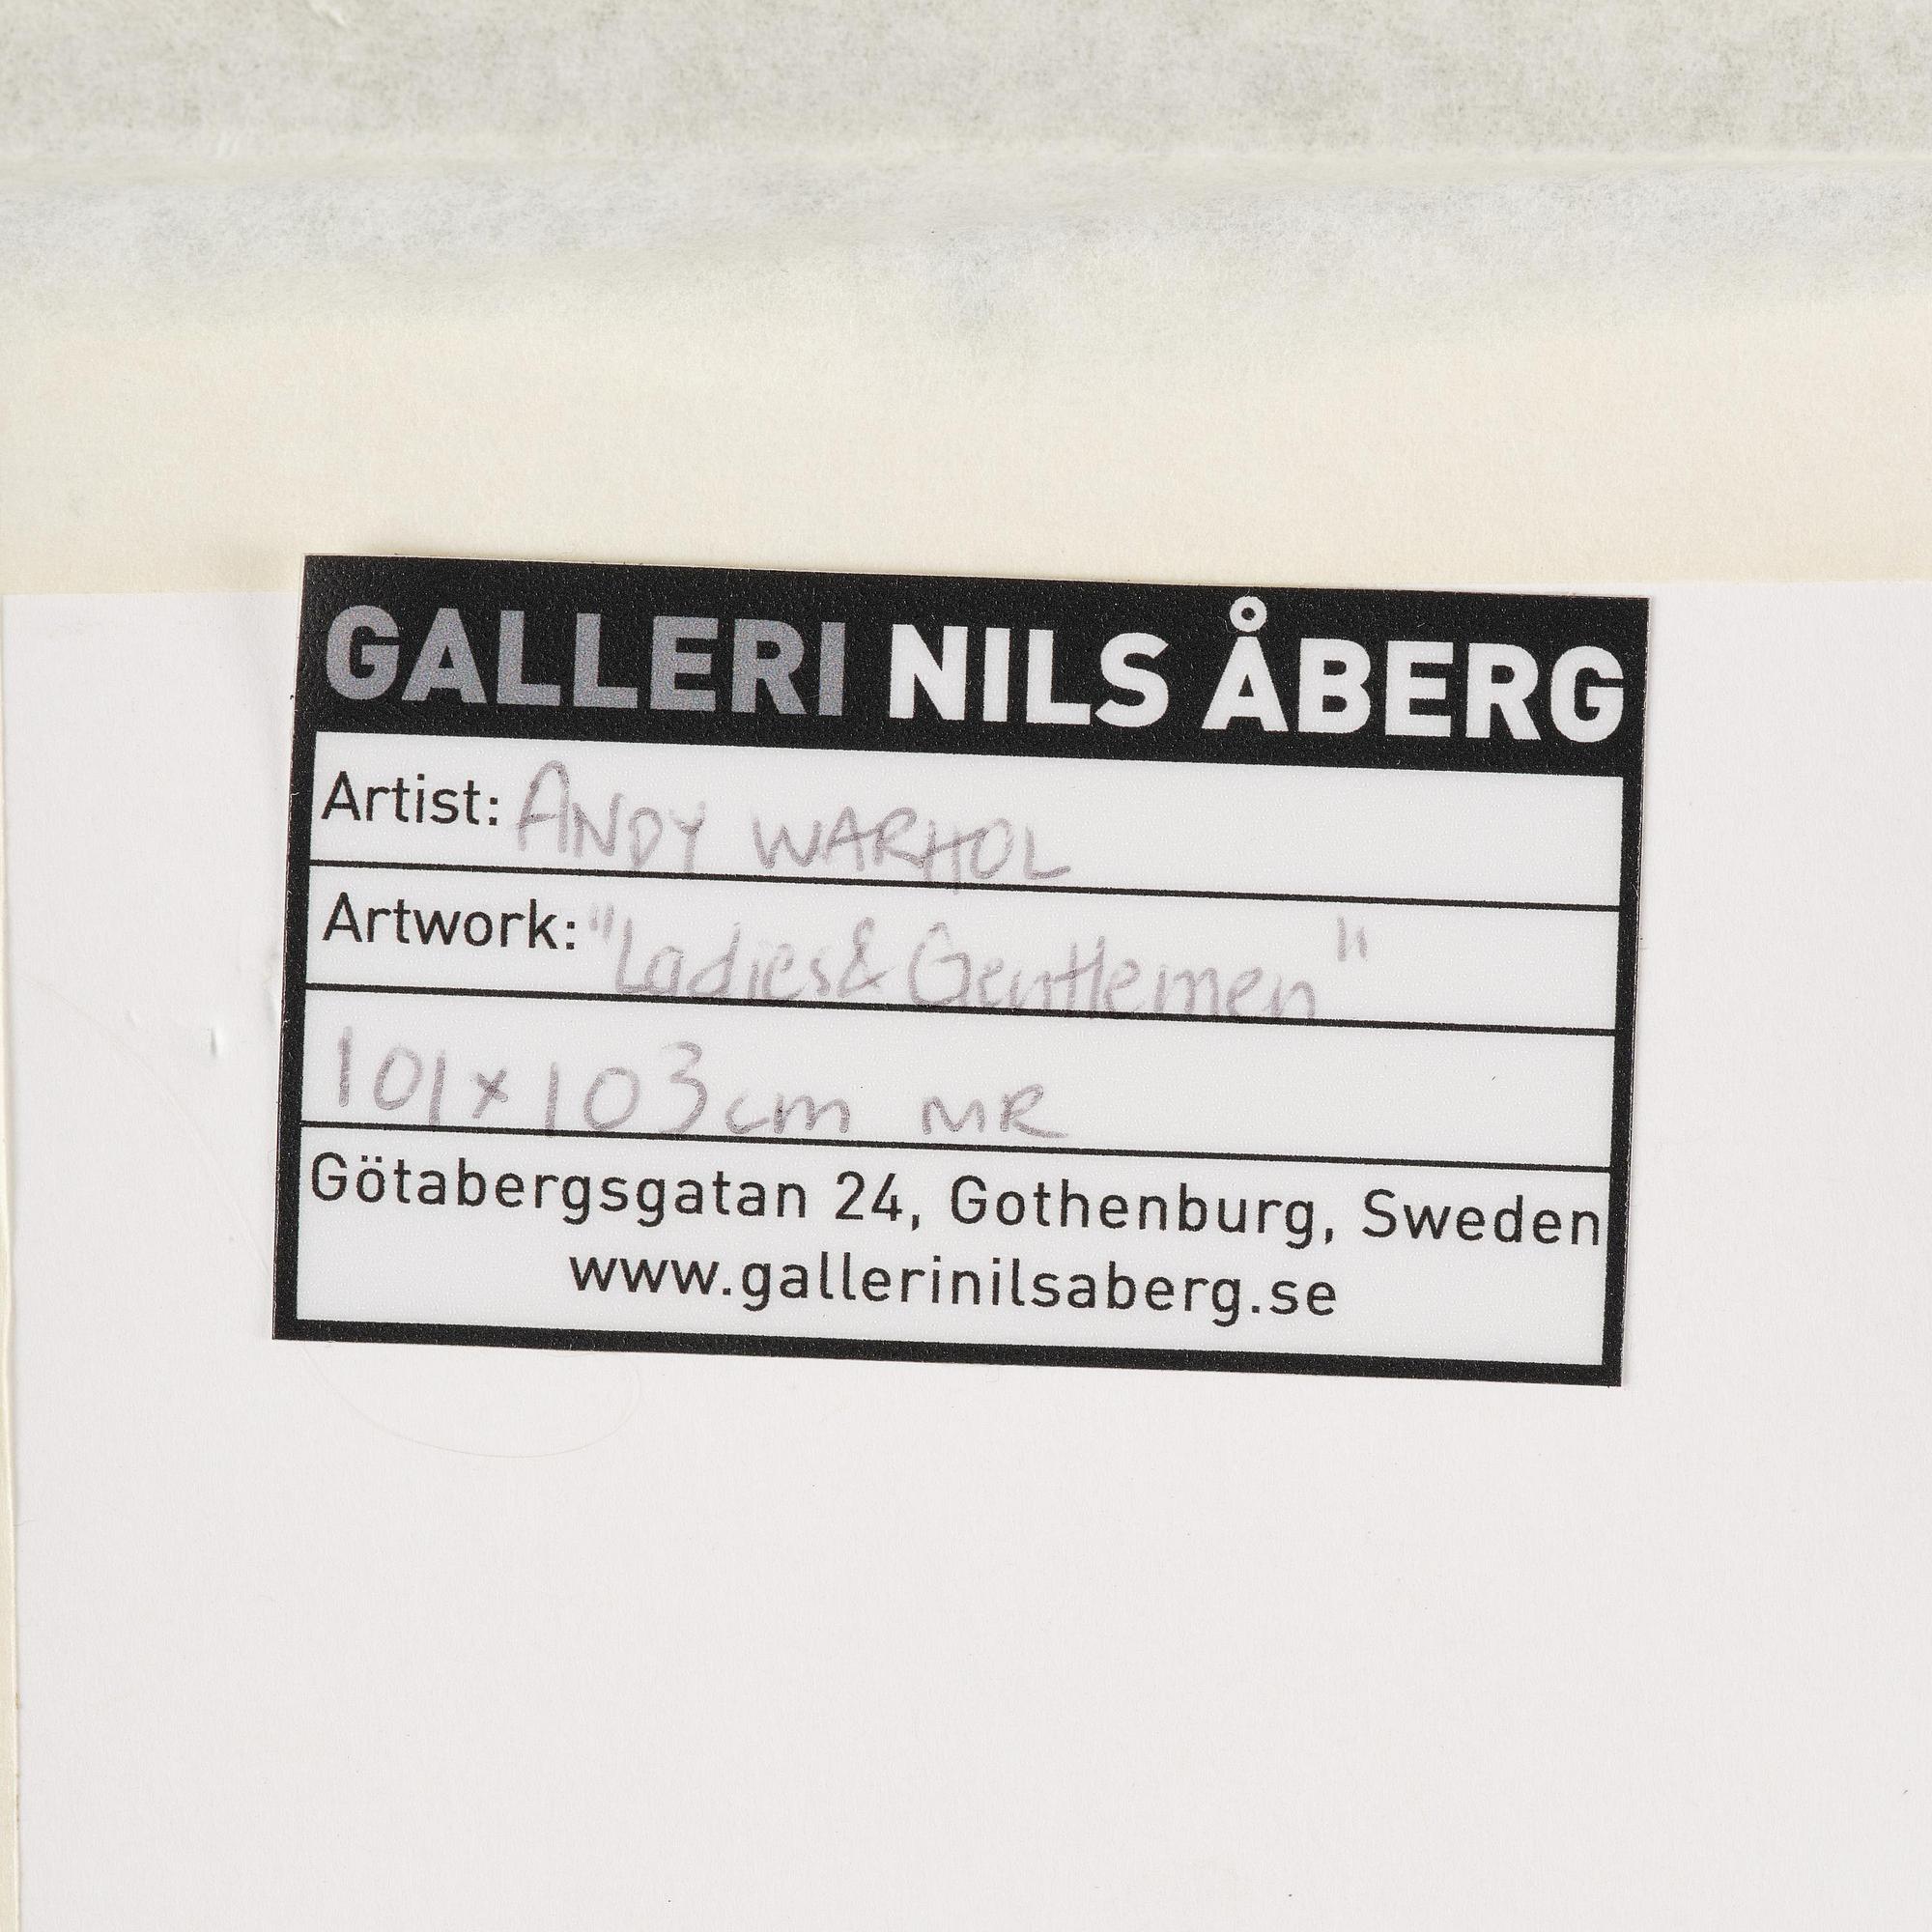 GALLERI NILS ÅBERG
Artist: ANDY WARHOL
Artwork: "Ladies & Gentlemen"
101 x 103 cm MR
Götabergsgatan 24, Gothenburg, Sweden
www.gallerinilsaberg.se